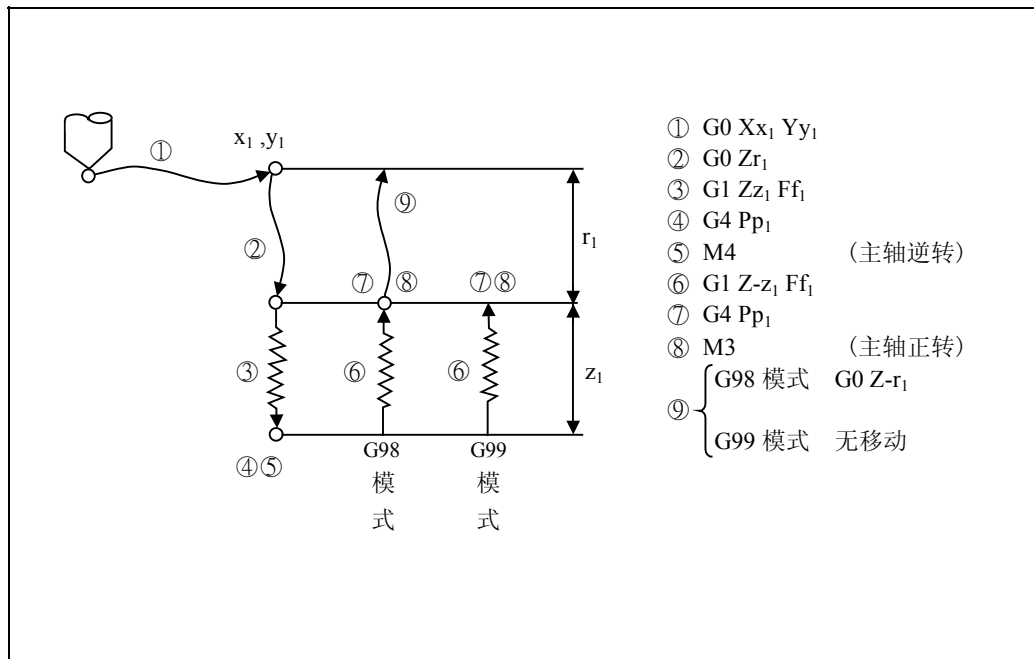 x₁ ,y₁
①
②
⑨
r₁
⑦ ⑧
⑦⑧
③
⑥
⑥
z₁
④⑤
G98
模
式
G99
模
式
① G0 Xx₁ Yy₁
② G0 Zr₁
③ G1 Zz₁ Ff₁
④ G4 Pp₁
⑤ M4 (主轴逆转)
⑥ G1 Z-z₁ Ff₁
⑦ G4 Pp₁
⑧ M3 (主轴正转)
⑨
G98 模式 G0 Z-r₁
G99 模式 无移动